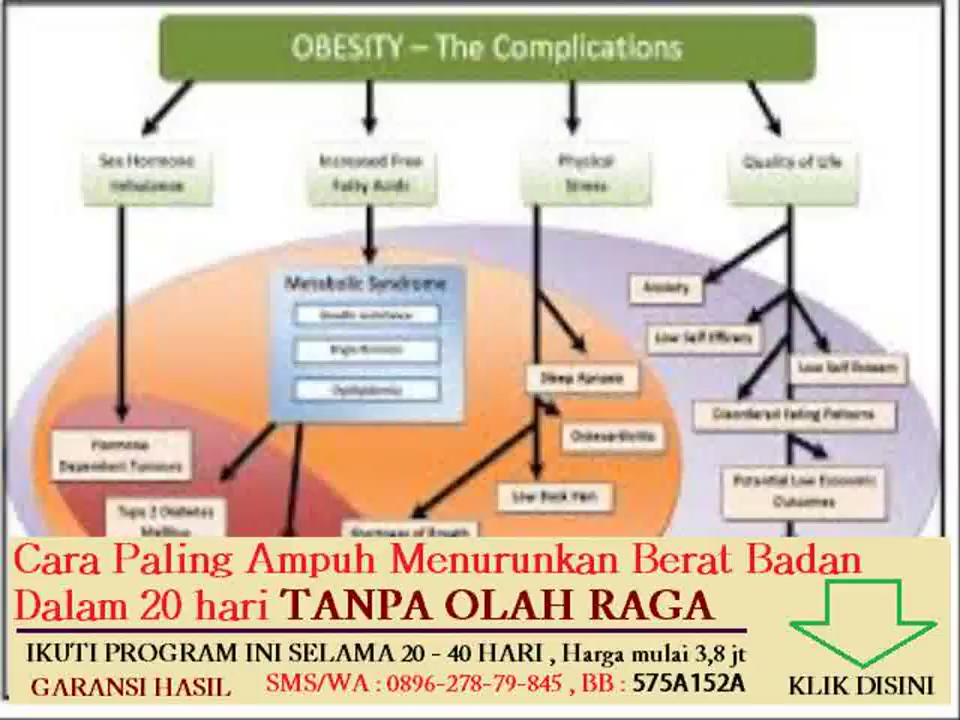 OBESITY – The Complications
Sex Hormone
Imbalance
Increased Free
Fatty Acids
Physical
Stress
Quality of Life
Metabolic Syndrome
Anxiety
Low Self Efficacy
Sleep Apnoea
Low Self Esteem
Disordered Eating Patterns
Osteoarthritis
Hormone
Dependent Tumours
Low Back Pain
Potential Low Economic
Outcomes
Type 2 Diabetes
Mellitus
Shortness of Breath
Cara Paling Ampuh Menurunkan Berat Badan
Dalam 20 hari TANPA OLAH RAGA
IKUTI PROGRAM INI SELAMA 20 - 40 HARI , Harga mulai 3,8 jt
GARANSI HASIL SMS/WA : 0896-278-79-845 , BB : 575A152A
KLIK DISINI